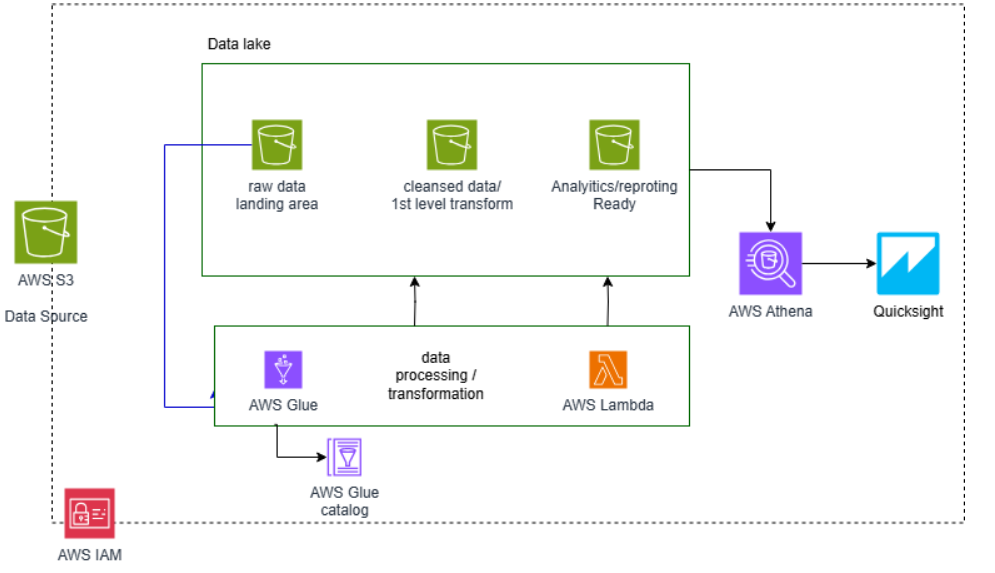 Data lake
raw data
landing area
cleansed data/
1st level transform
Analyitics/reproting
Ready
AWS S3
Data Source
AWS Athena
Quicksight
data
processing /
transformation
AWS Glue
AWS Lambda
AWS Glue
catalog
AWS IAM